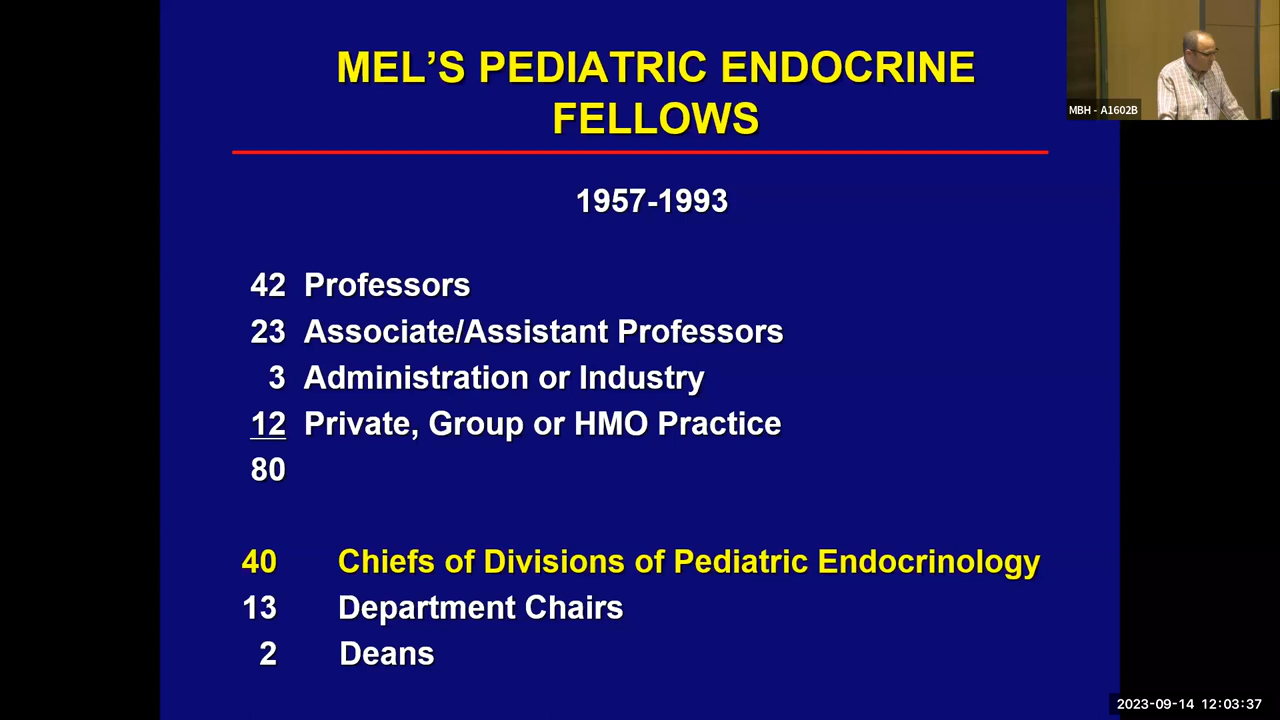 MEL'S PEDIATRIC ENDOCRINE
FELLOWS
1957-1993
42 Professors
23 Associate/Assistant Professors
3 Administration or Industry
12 Private, Group or HMO Practice
80
40 Chiefs of Divisions of Pediatric Endocrinology
13 Department Chairs
2 Deans
MBH - A1602B
2023-09-14 12:03:37